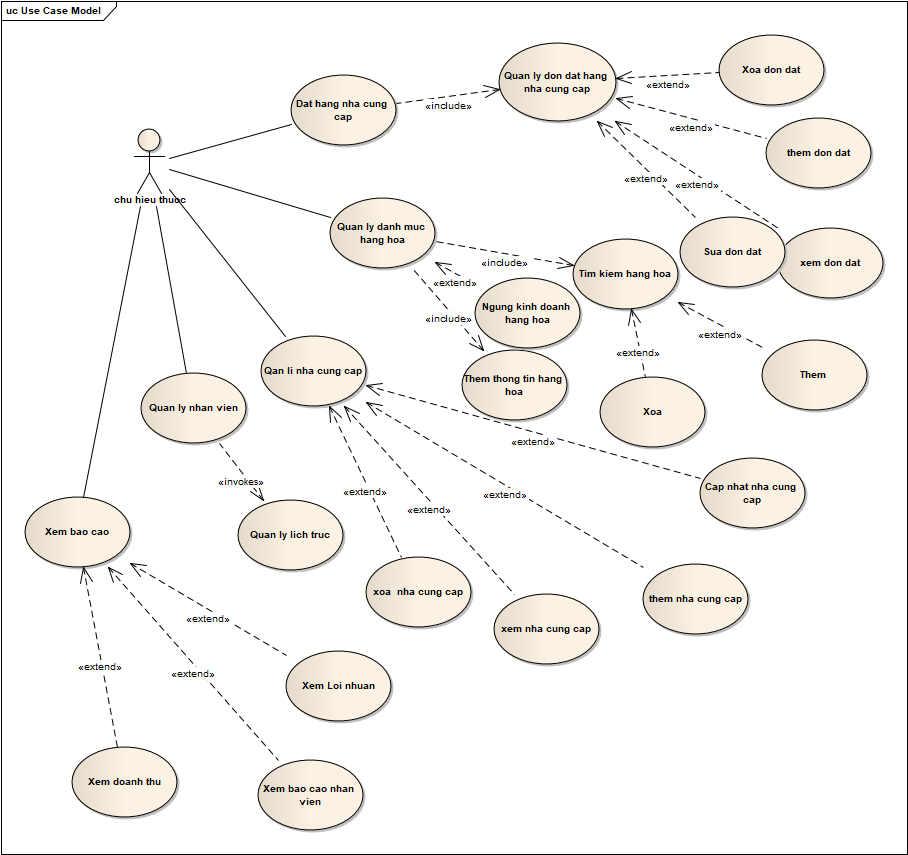 uc Use Case Model
Quan ly don dat hang
nha cung cap
Xoa don dat
«extend»
Dat hang nha cung
cap
«include»
«extend»
them don dat
chu hieu thuoc
«extend»
«extend»
Quan ly danh muc
hang hoa
Sua don dat
xem don dat
«include»
Tim kiem hang hoa
«extend»
Ngung kinh doanh
hang hoa
«include»
«extend»
«extend»
Qan li nha cung cap
Them thong tin hang
hoa
Them
Quan ly nhan vien
Xoa
«extend»
«invokes»
Cap nhat nha cung
cap
«extend»
«extend»
«extend»
Xem bao cao
Quan ly lich truc
xoa  nha cung cap
them nha cung cap
xem nha cung cap
«extend»
«extend»
«extend»
Xem Loi nhuan
Xem doanh thu
Xem bao cao nhan
vien